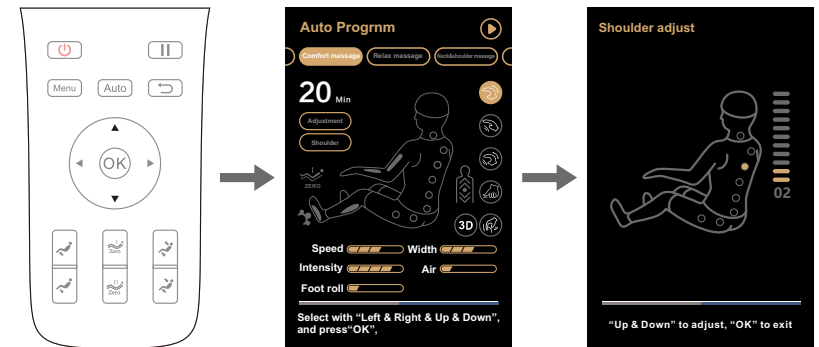 Menu
Auto
OK
Zero
Zero
Auto Progrnm
Comfort massage
Relax massage
Neck&shoulder massage
20 Min
Adjustment
Shoulder
ZERO
3D
Speed
Width
Intensity
Air
Foot roll
Select with “Left & Right & Up & Down”,
and press“OK”,
Shoulder adjust
02
“Up & Down” to adjust, “OK” to exit